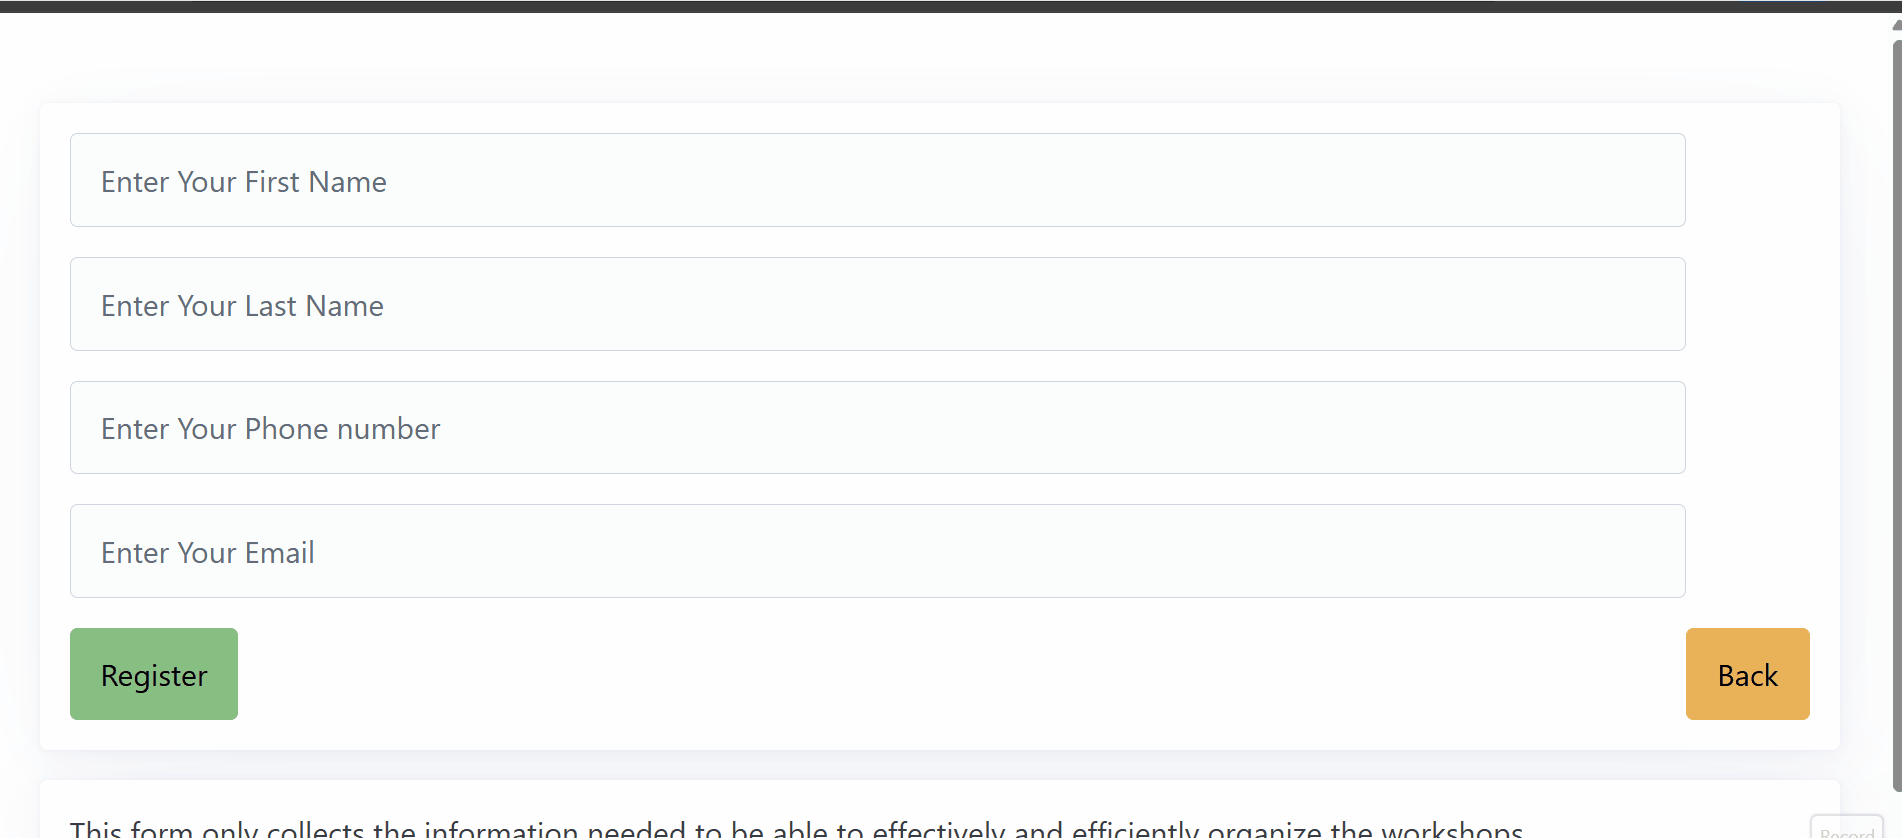 Enter Your First Name
Enter Your Last Name
Enter Your Phone number
Enter Your Email
Register
Back
This form only collects the information needed to be able to effectively and efficiently organize the workshops
Record